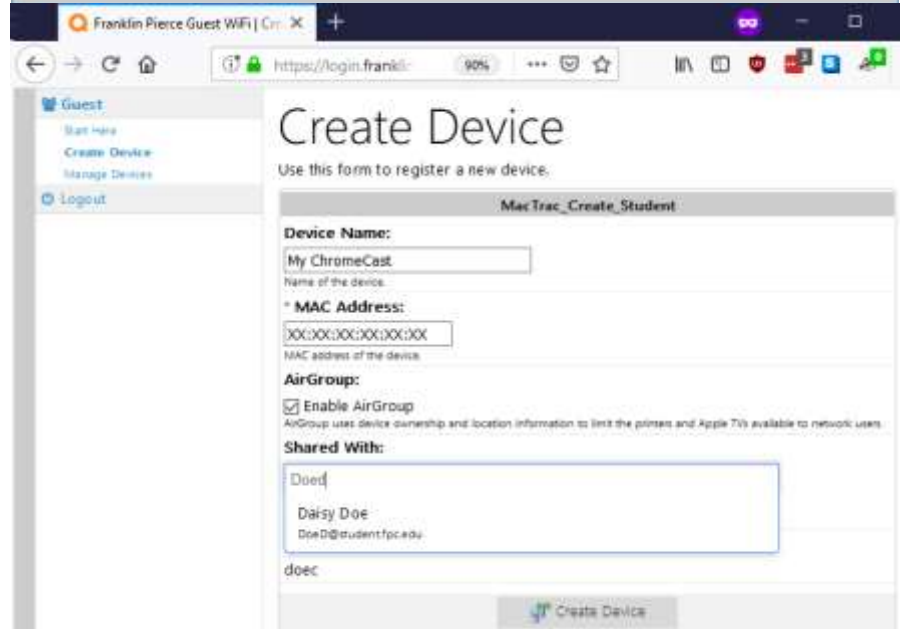 Franklin Pierce Guest WiFi | Cre
https://login.frankli
90%
3
S
0
Guest
Start Here
Create Device
Manage Devices
Logout
Create Device
Use this form to register a new device.
MacTrac_Create_Student
Device Name:
My ChromeCast
Name of the device.
* MAC Address:
XX:XX:XX:XX:XX:XX
MAC address of the device.
AirGroup:
Enable AirGroup
AirGroup uses device ownership and location information to limit the printers and Apple TVs available to network users.
Shared With:
Doed
Daisy Doe
DoeD@student.fpc.edu
doec
Create Device